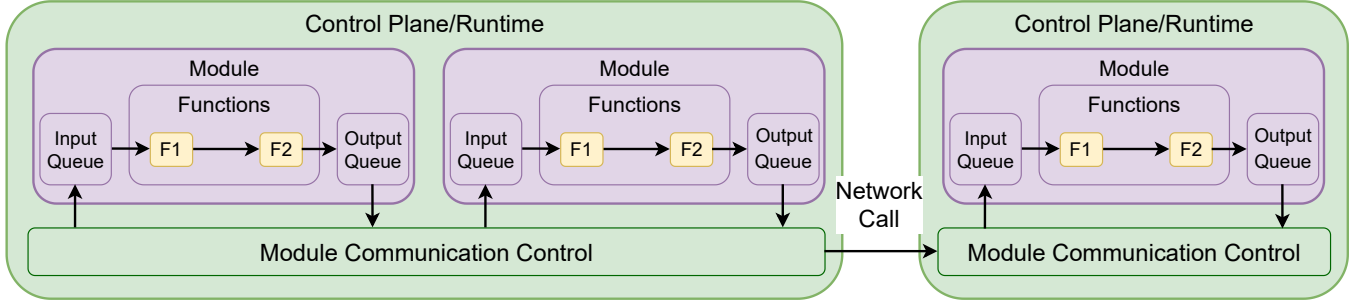 Control Plane/Runtime
Module
Functions
Input
Queue
F1
F2
Output
Queue
Module
Functions
Input
Queue
F1
F2
Output
Queue
Module Communication Control
Network
Call
Control Plane/Runtime
Module
Functions
Input
Queue
F1
F2
Output
Queue
Module Communication Control